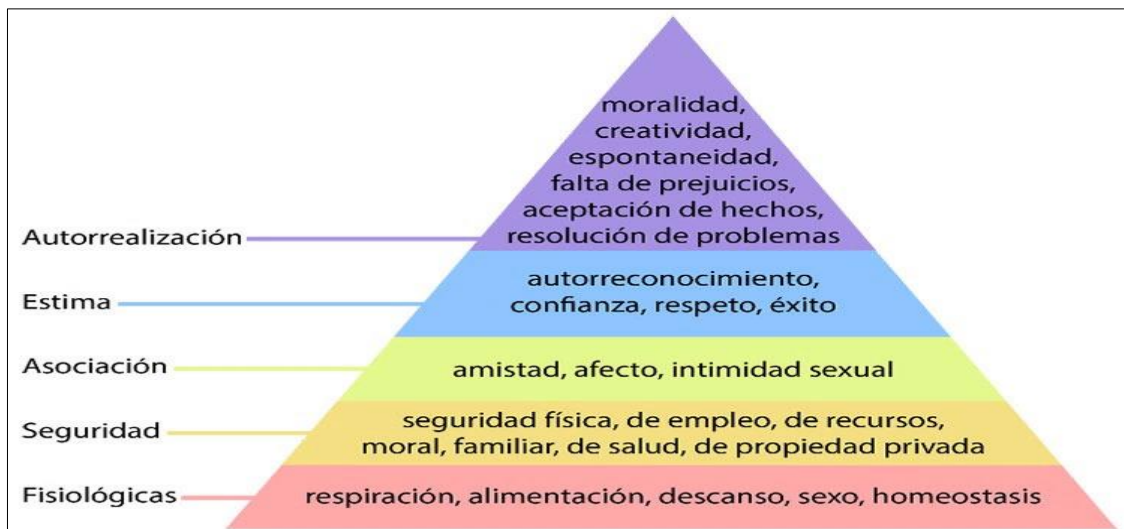 moralidad,
creatividad,
espontaneidad,
falta de prejuicios,
aceptación de hechos,
resolución de problemas
Autorrealización
autorreconocimiento,
confianza, respeto, éxito
Estima
amistad, afecto, intimidad sexual
Asociación
seguridad física, de empleo, de recursos,
moral, familiar, de salud, de propiedad privada
Seguridad
respiración, alimentación, descanso, sexo, homeostasis
Fisiológicas